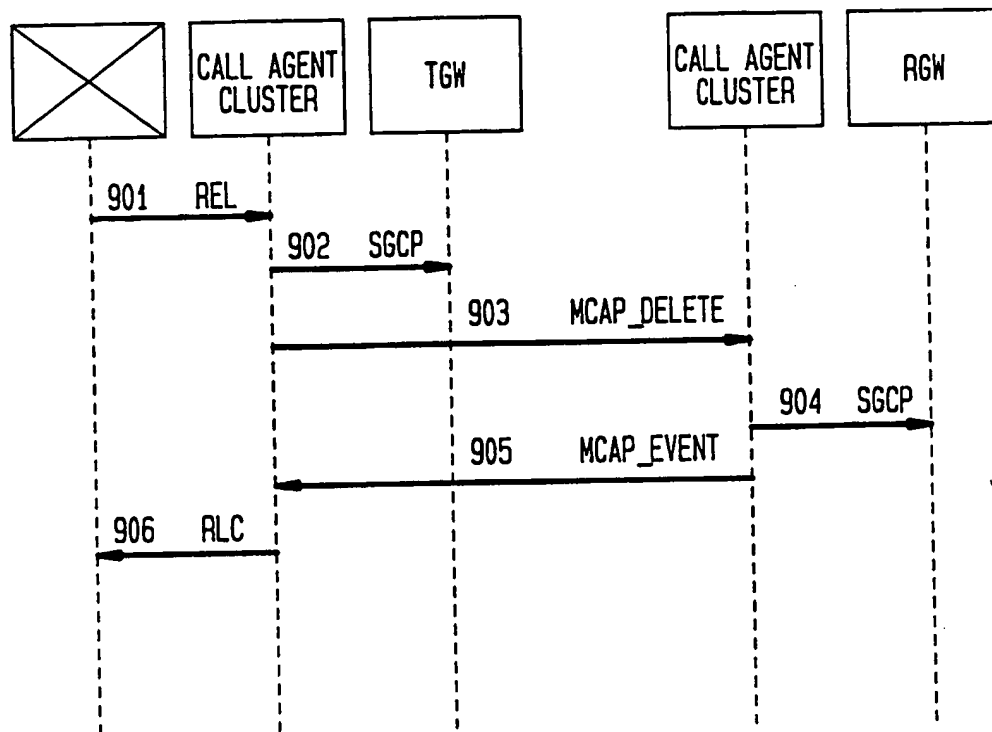 CALL AGENT
CLUSTER
TGW
CALL AGENT
CLUSTER
RGW
901 REL
902 SGCP
903 MCAP_DELETE
904 SGCP
905 MCAP_EVENT
906 RLC